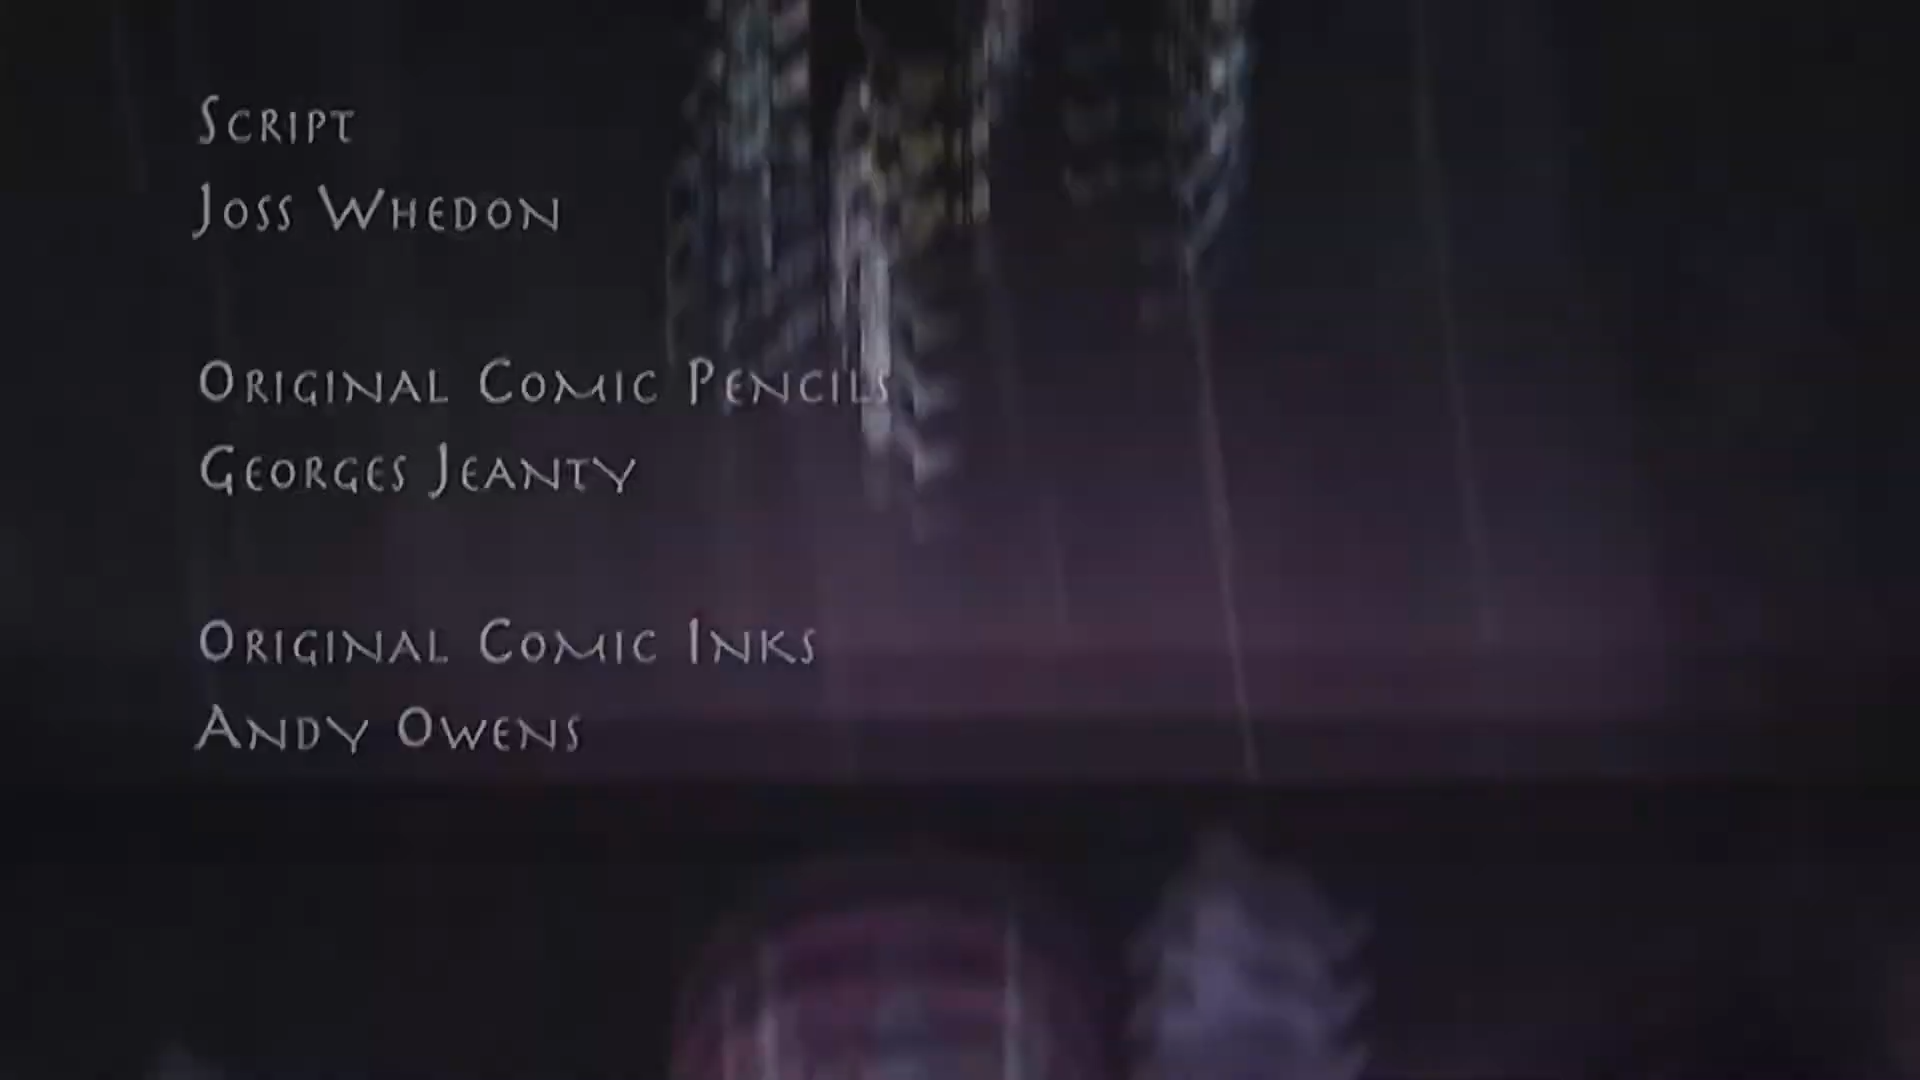 Script
Joss Whedon
Original Comic Pencils
Georges Jeanty
Original Comic Inks
Andy Owens